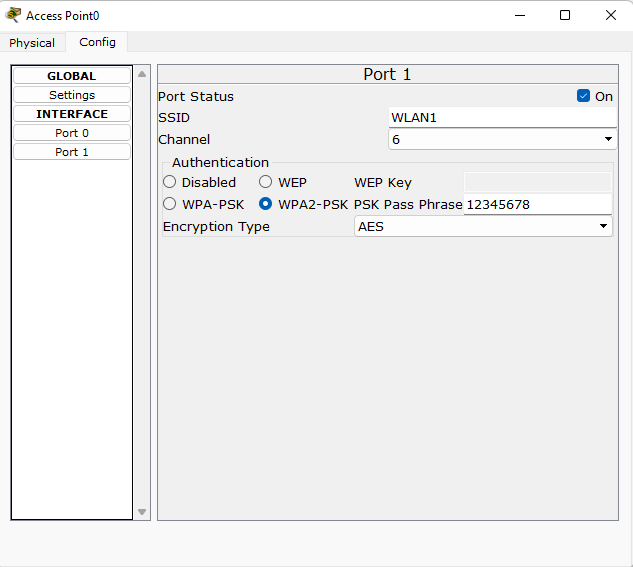 Access Point0
Physical Config
GLOBAL
Settings
INTERFACE
Port 0
Port 1
Port 1
Port Status On
SSID WLAN1
Channel 6
Authentication
Disabled WEP WEP Key
WPA-PSK WPA2-PSK PSK Pass Phrase 12345678
Encryption Type AES